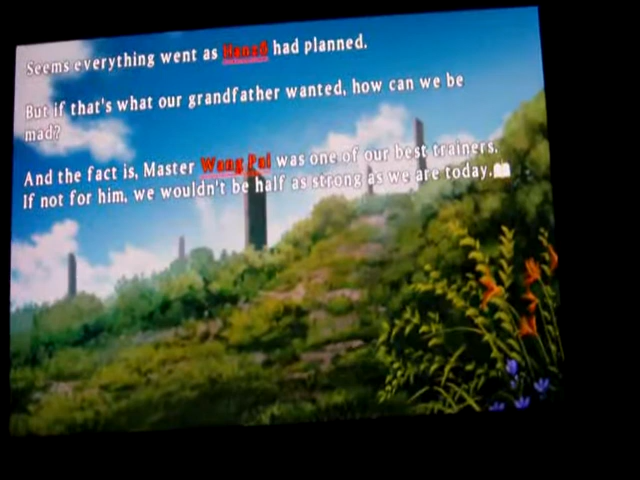 Seems everything went as had planned.
But if that's what our grandfather wanted, how can we be
mad?
And the fact is, Master Wang Pai was one of our best trainers.
If not for him, we wouldn't be half as strong as we are today.